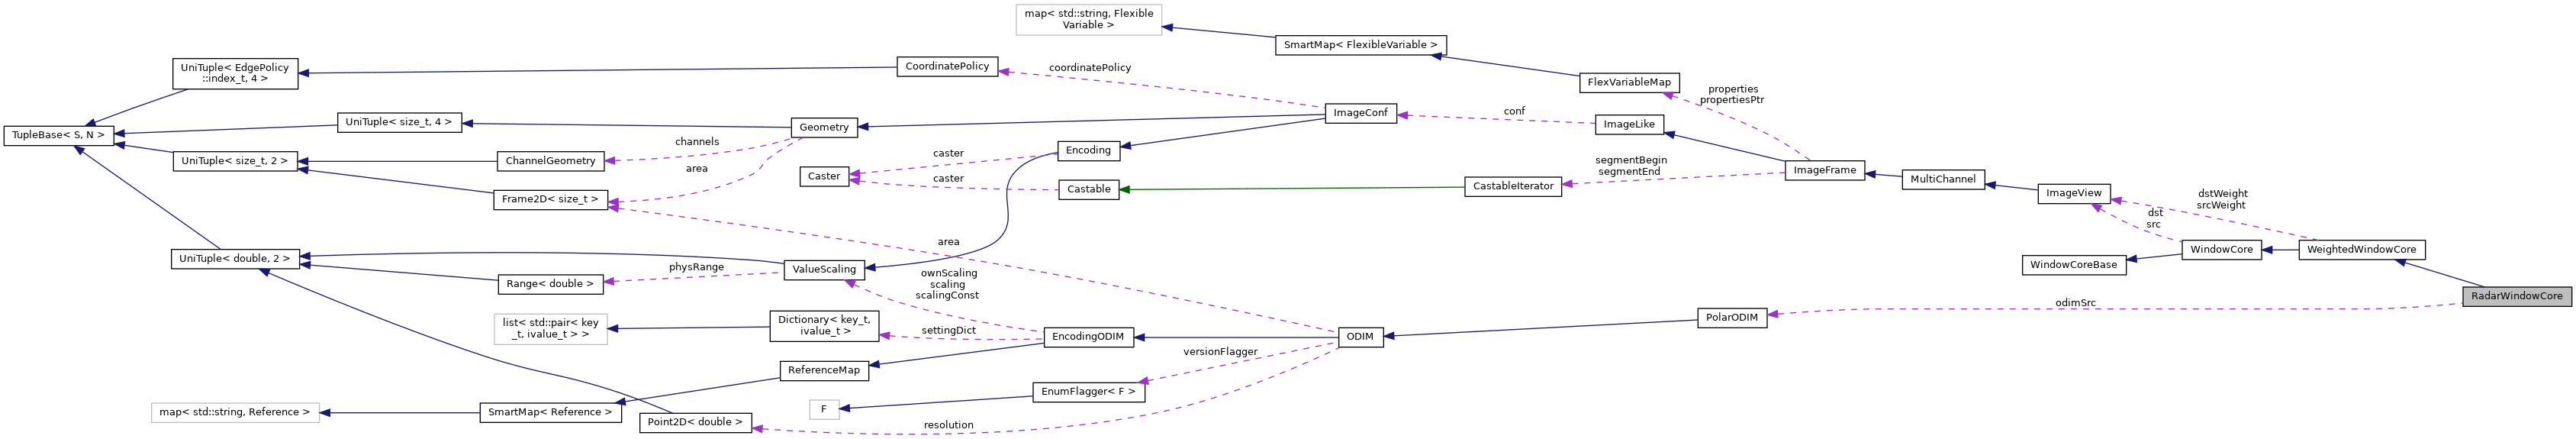 map< std::string, Flexible
Variable >
SmartMap< FlexibleVariable >
UniTuple< EdgePolicy
::index_t, 4 >
CoordinatePolicy
coordinatePolicy
FlexVariableMap
properties
propertiesPtr
TupleBase< S, N >
UniTuple< size_t, 4 >
Geometry
ImageConf
conf
ImageLike
channels
UniTuple< size_t, 2 >
ChannelGeometry
area
Caster
caster
caster
Encoding
Castable
CastableIterator
segmentBegin
segmentEnd
ImageFrame
MultiChannel
ImageView
Frame2D< size_t >
dstWeight
srcWeight
dst
src
area
UniTuple< double, 2 >
WindowCore
WeightedWindowCore
WindowCoreBase
Range< double >
physRange
ValueScaling
ownScaling
scaling
scalingConst
RadarWindowCore
odimSrc
PolarODIM
list< std::pair< key
_t, ivalue_t > >
Dictionary< key_t,
ivalue_t >
settingDict
EncodingODIM
ODIM
versionFlagger
ReferenceMap
EnumFlagger< F >
map< std::string, Reference >
SmartMap< Reference >
F
Point2D< double >
resolution